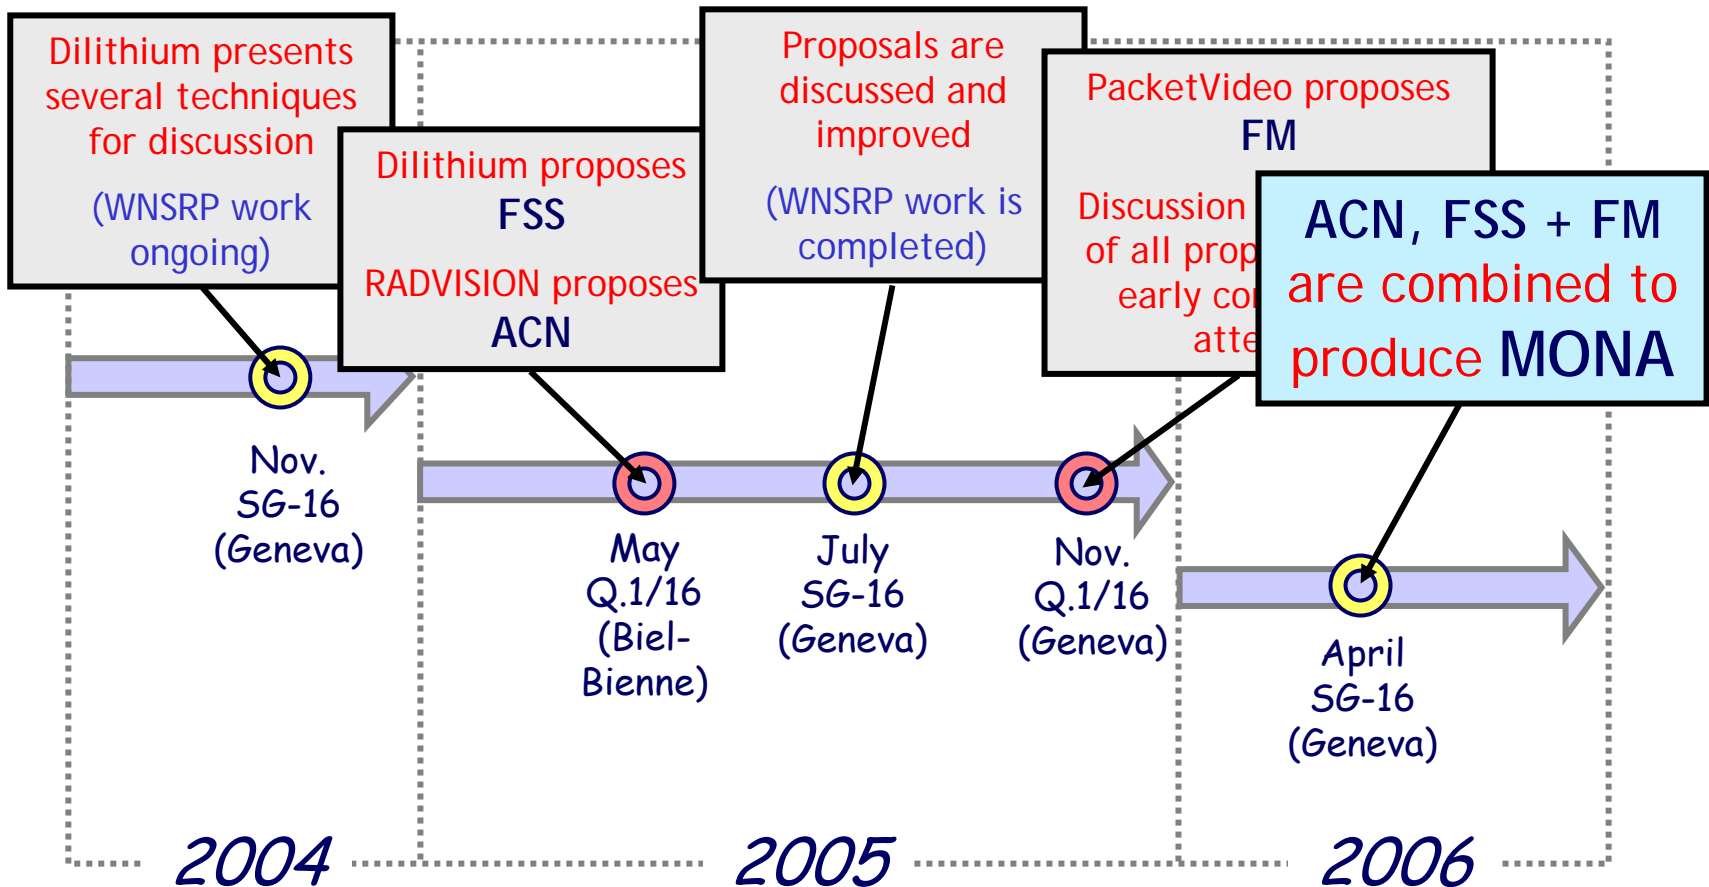 Dilithium presents
several techniques
for discussion
(WNSRP work
ongoing)
Dilithium proposes
FSS
RADVISION proposes
ACN
Proposals are
discussed and
improved
(WNSRP work is
completed)
PacketVideo proposes
FM
Discussion
of all
early
ACN, FSS + FM
are combined to
produce MONA
Nov.
SG-16
(Geneva)
May
Q.1/16
(Biel-
Bienne)
July
SG-16
(Geneva)
Nov.
Q.1/16
(Geneva)
April
SG-16
(Geneva)
2004
2005
2006